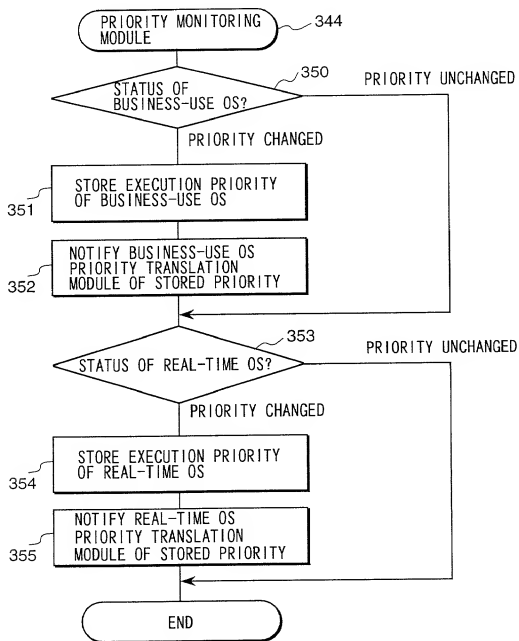 PRIORITY MONITORING
MODULE
344
350
STATUS OF
BUSINESS-USE OS?
PRIORITY UNCHANGED
PRIORITY CHANGED
STORE EXECUTION PRIORITY
OF BUSINESS-USE OS
351
NOTIFY BUSINESS-USE OS
PRIORITY TRANSLATION
MODULE OF STORED PRIORITY
352
353
STATUS OF REAL-TIME OS?
PRIORITY UNCHANGED
PRIORITY CHANGED
STORE EXECUTION PRIORITY
OF REAL-TIME OS
354
NOTIFY REAL-TIME OS
PRIORITY TRANSLATION
MODULE OF STORED PRIORITY
355
END